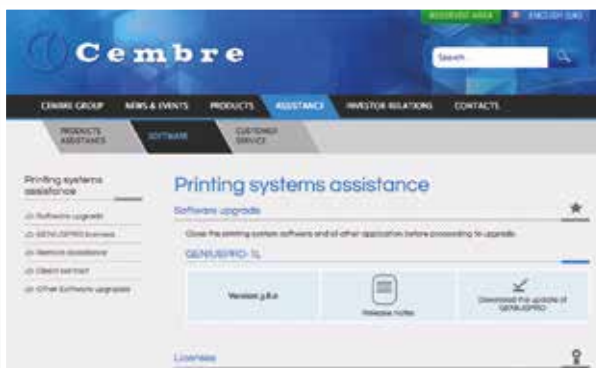 RESERVED AREA
ENGLISH (UK)
Cembre
Search...
CEMBRE GROUP
NEWS & EVENTS
PRODUCTS
ASSISTANCE
INVESTOR RELATIONS
CONTACTS
PRODUCTS
ASSISTANCE
SOFTWARE
CUSTOMER
SERVICE
Printing systems
assistance
Software upgrade
GENIUSPRO licenses
Remote assistance
Client contact
Other Software upgrades
Printing systems assistance
Software upgrade
Close the printing system software and all other application before proceeding to upgrade.
Version
Release notes
Download the update of
GENIUSPRO
Licenses